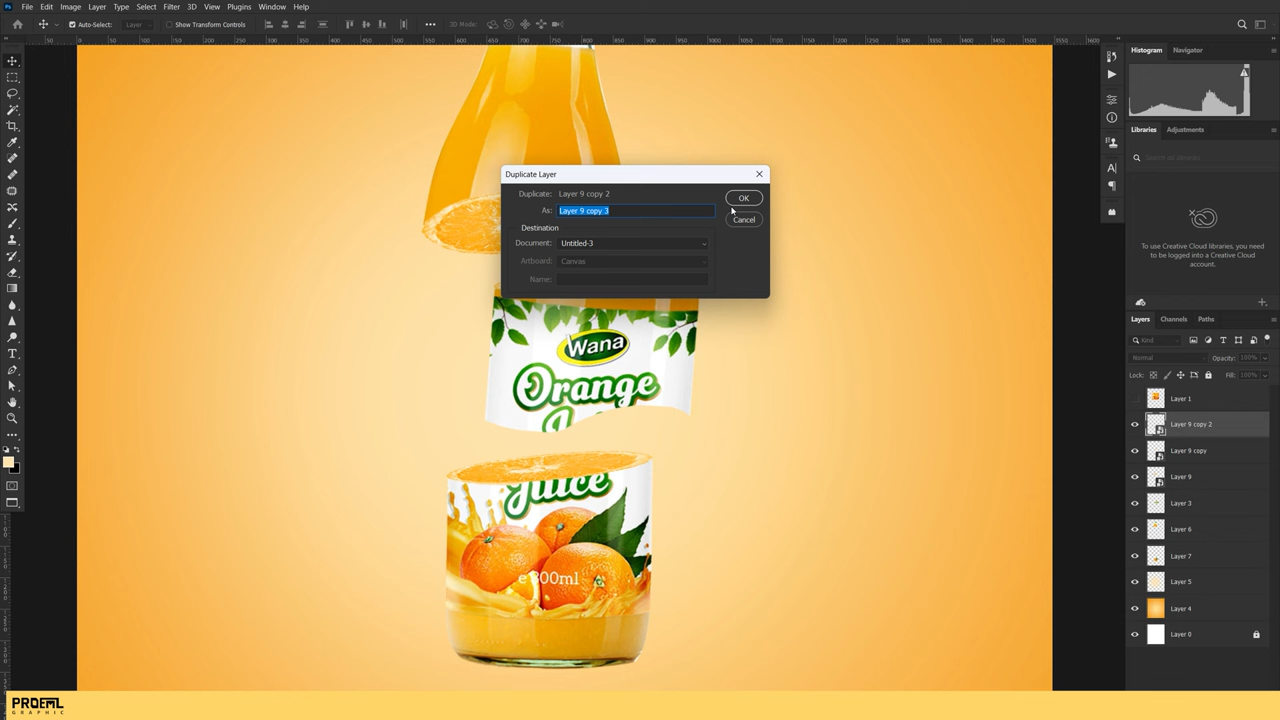 File Edit Image Layer Type Select Filter 3D View Plugins Window Help
Auto-Select: Layer Show Transform Controls 3D Mode:
Histogram Navigator
Libraries Adjustments
Search all libraries
To use Creative Cloud libraries, you need
to be logged into a Creative Cloud
account.
Duplicate Layer
Duplicate: Layer 9 copy 2
As: Layer 9 copy 3
OK
Cancel
Destination
Document: Untitled-3
Artboard: Canvas
Name:
Wana
Orange
Juice
e 300ml
Layers Channels Paths
Kind
Normal Opacity: 100%
Lock: Fill: 100%
Layer 1
Layer 9 copy 2
Layer 9 copy
Layer 9
Layer 3
Layer 6
Layer 7
Layer 5
Layer 4
Layer 0
PROEML
GRAPHIC